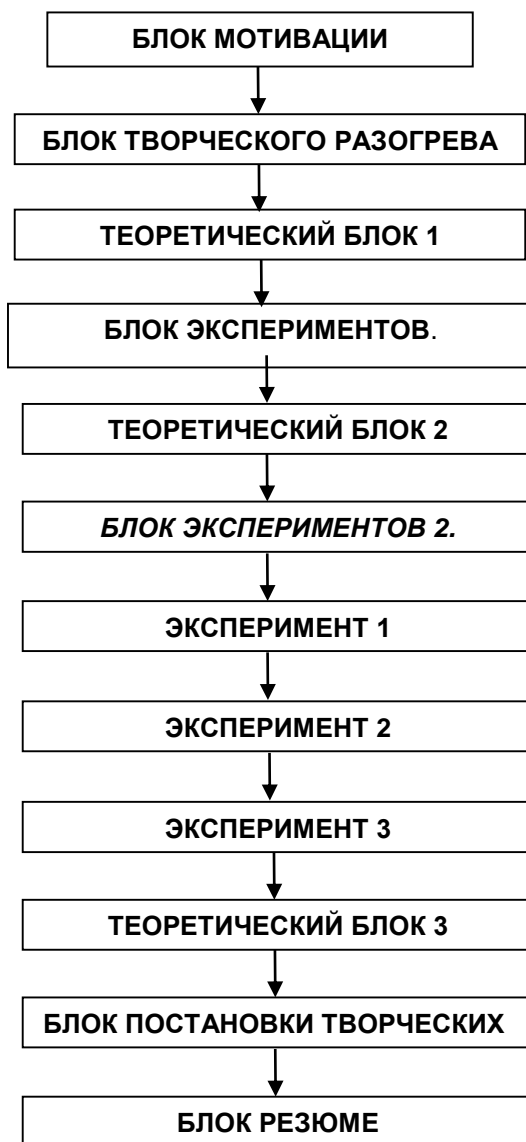 БЛОК МОТИВАЦИИ
БЛОК ТВОРЧЕСКОГО РАЗОГРЕВА
ТЕОРЕТИЧЕСКИЙ БЛОК 1
БЛОК ЭКСПЕРИМЕНТОВ.
ТЕОРЕТИЧЕСКИЙ БЛОК 2
БЛОК ЭКСПЕРИМЕНТОВ 2.
ЭКСПЕРИМЕНТ 1
ЭКСПЕРИМЕНТ 2
ЭКСПЕРИМЕНТ 3
ТЕОРЕТИЧЕСКИЙ БЛОК 3
БЛОК ПОСТАНОВКИ ТВОРЧЕСКИХ
БЛОК РЕЗЮМЕ